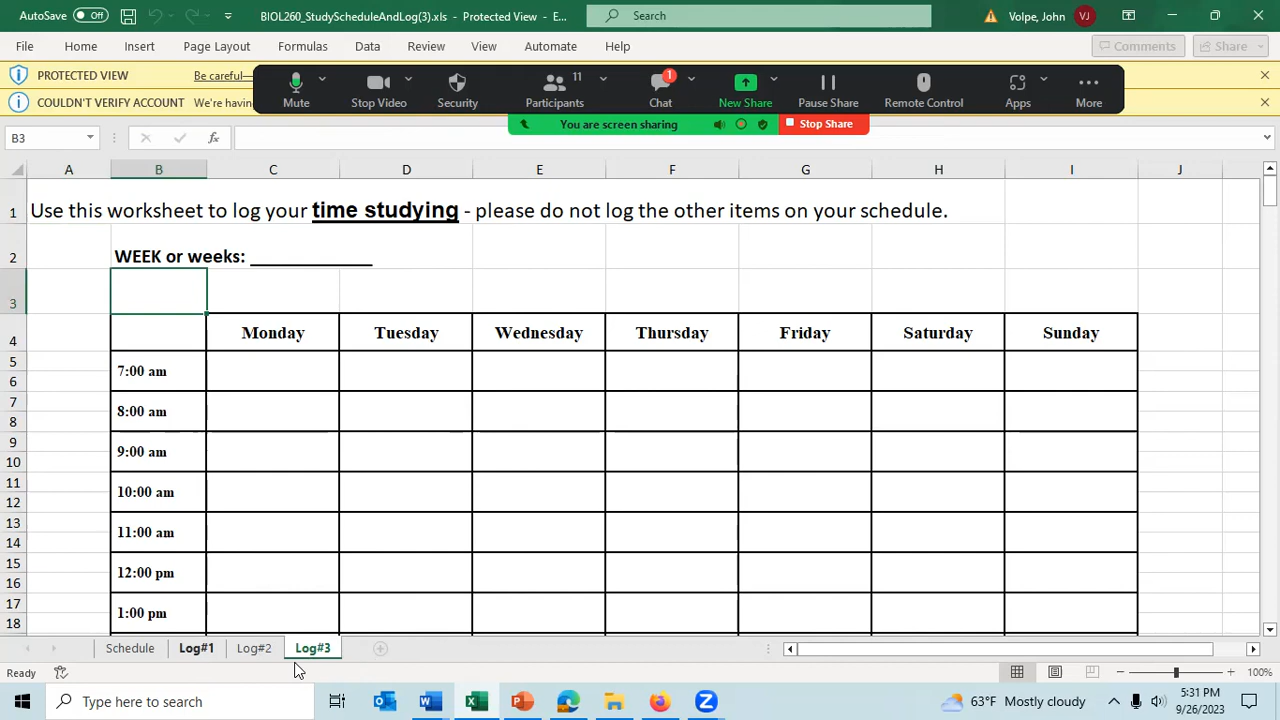 AutoSave Off BIOL260_StudyScheduleAndLog(3).xls - Protected View - E... Search Volpe, John VJ
File Home Insert Page Layout Formulas Data Review View Automate Help Comments Share
PROTECTED VIEW Be careful—
COULDN'T VERIFY ACCOUNT We're havin
Mute Stop Video Security Participants 11 Chat 1 New Share Pause Share Remote Control Apps More
You are screen sharing Stop Share
B3 fx
A B C D E F G H I J
1 Use this worksheet to log your time studying - please do not log the other items on your schedule.
2 WEEK or weeks: ____________
3
4 Monday Tuesday Wednesday Thursday Friday Saturday Sunday
5
7:00 am
6
7
8:00 am
8
9
9:00 am
10
11
10:00 am
12
13
11:00 am
14
15
12:00 pm
16
17
1:00 pm
18
Schedule Log#1 Log#2 Log#3
Ready 100%
Type here to search 63°F Mostly cloudy 5:31 PM
9/26/2023